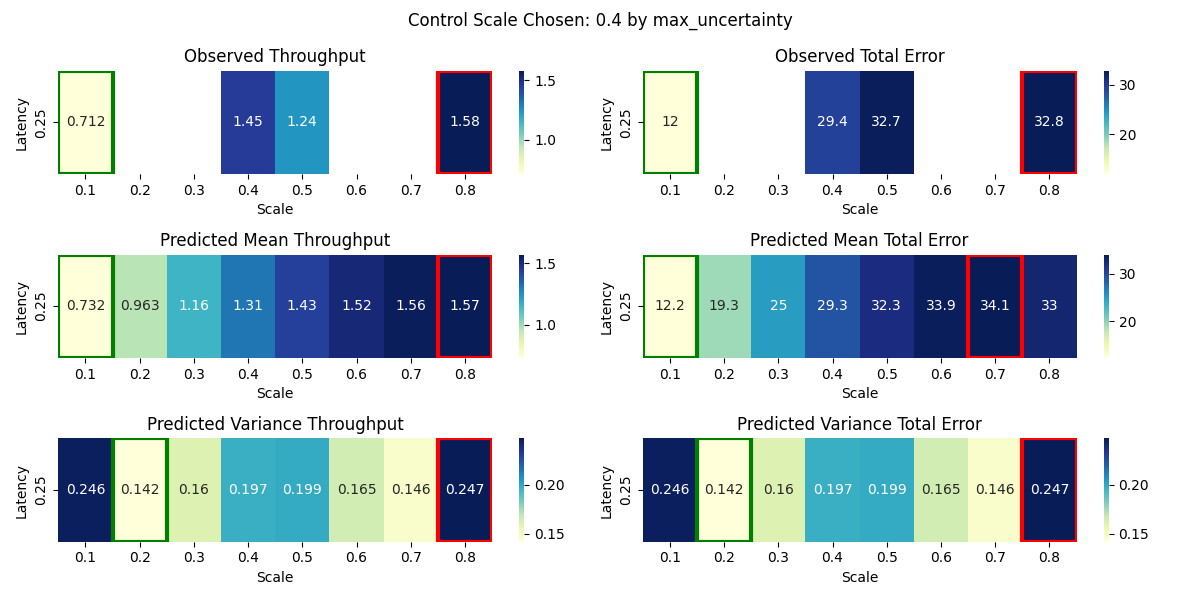 Control Scale Chosen: 0.4 by max_uncertainty
Observed Throughput
Latency
0.25
0.712
1.45
1.24
1.58
0.1 0.2 0.3 0.4 0.5 0.6 0.7 0.8
Scale
1.5
1.0
Observed Total Error
Latency
0.25
12
29.4
32.7
32.8
0.1 0.2 0.3 0.4 0.5 0.6 0.7 0.8
Scale
30
20
Predicted Mean Throughput
Latency
0.25
0.732 0.963 1.16 1.31 1.43 1.52 1.56 1.57
0.1 0.2 0.3 0.4 0.5 0.6 0.7 0.8
Scale
1.5
1.0
Predicted Mean Total Error
Latency
0.25
12.2 19.3 25 29.3 32.3 33.9 34.1 33
0.1 0.2 0.3 0.4 0.5 0.6 0.7 0.8
Scale
30
20
Predicted Variance Throughput
Latency
0.25
0.246 0.142 0.16 0.197 0.199 0.165 0.146 0.247
0.1 0.2 0.3 0.4 0.5 0.6 0.7 0.8
Scale
0.20
0.15
Predicted Variance Total Error
Latency
0.25
0.246 0.142 0.16 0.197 0.199 0.165 0.146 0.247
0.1 0.2 0.3 0.4 0.5 0.6 0.7 0.8
Scale
0.20
0.15